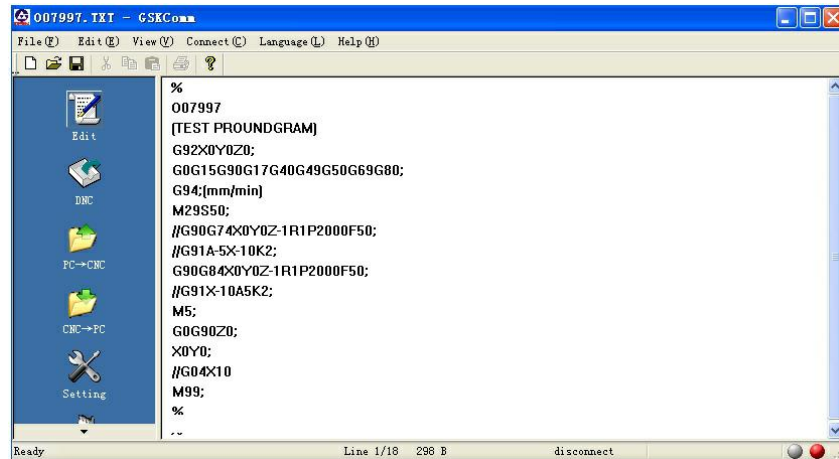 O07997.TXT - GSKComm
File(F) Edit(E) View(V) Connect(C) Language(L) Help(H)
%
O07997
(TEST PROUNDGRAM)
G92X0Y0Z0;
G0G15G90G17G40G49G50G69G80;
G94;(mm/min)
M29S50;
//G90G74X0Y0Z-1R1P2000F50;
//G91A-5X-10K2;
G90G84X0Y0Z-1R1P2000F50;
//G91X-10A5K2;
M5;
G0G90Z0;
X0Y0;
//G04X10
M99;
%
Edit
DNC
PC→CNC
CNC→PC
Setting
Ready Line 1/18 298 B disconnect